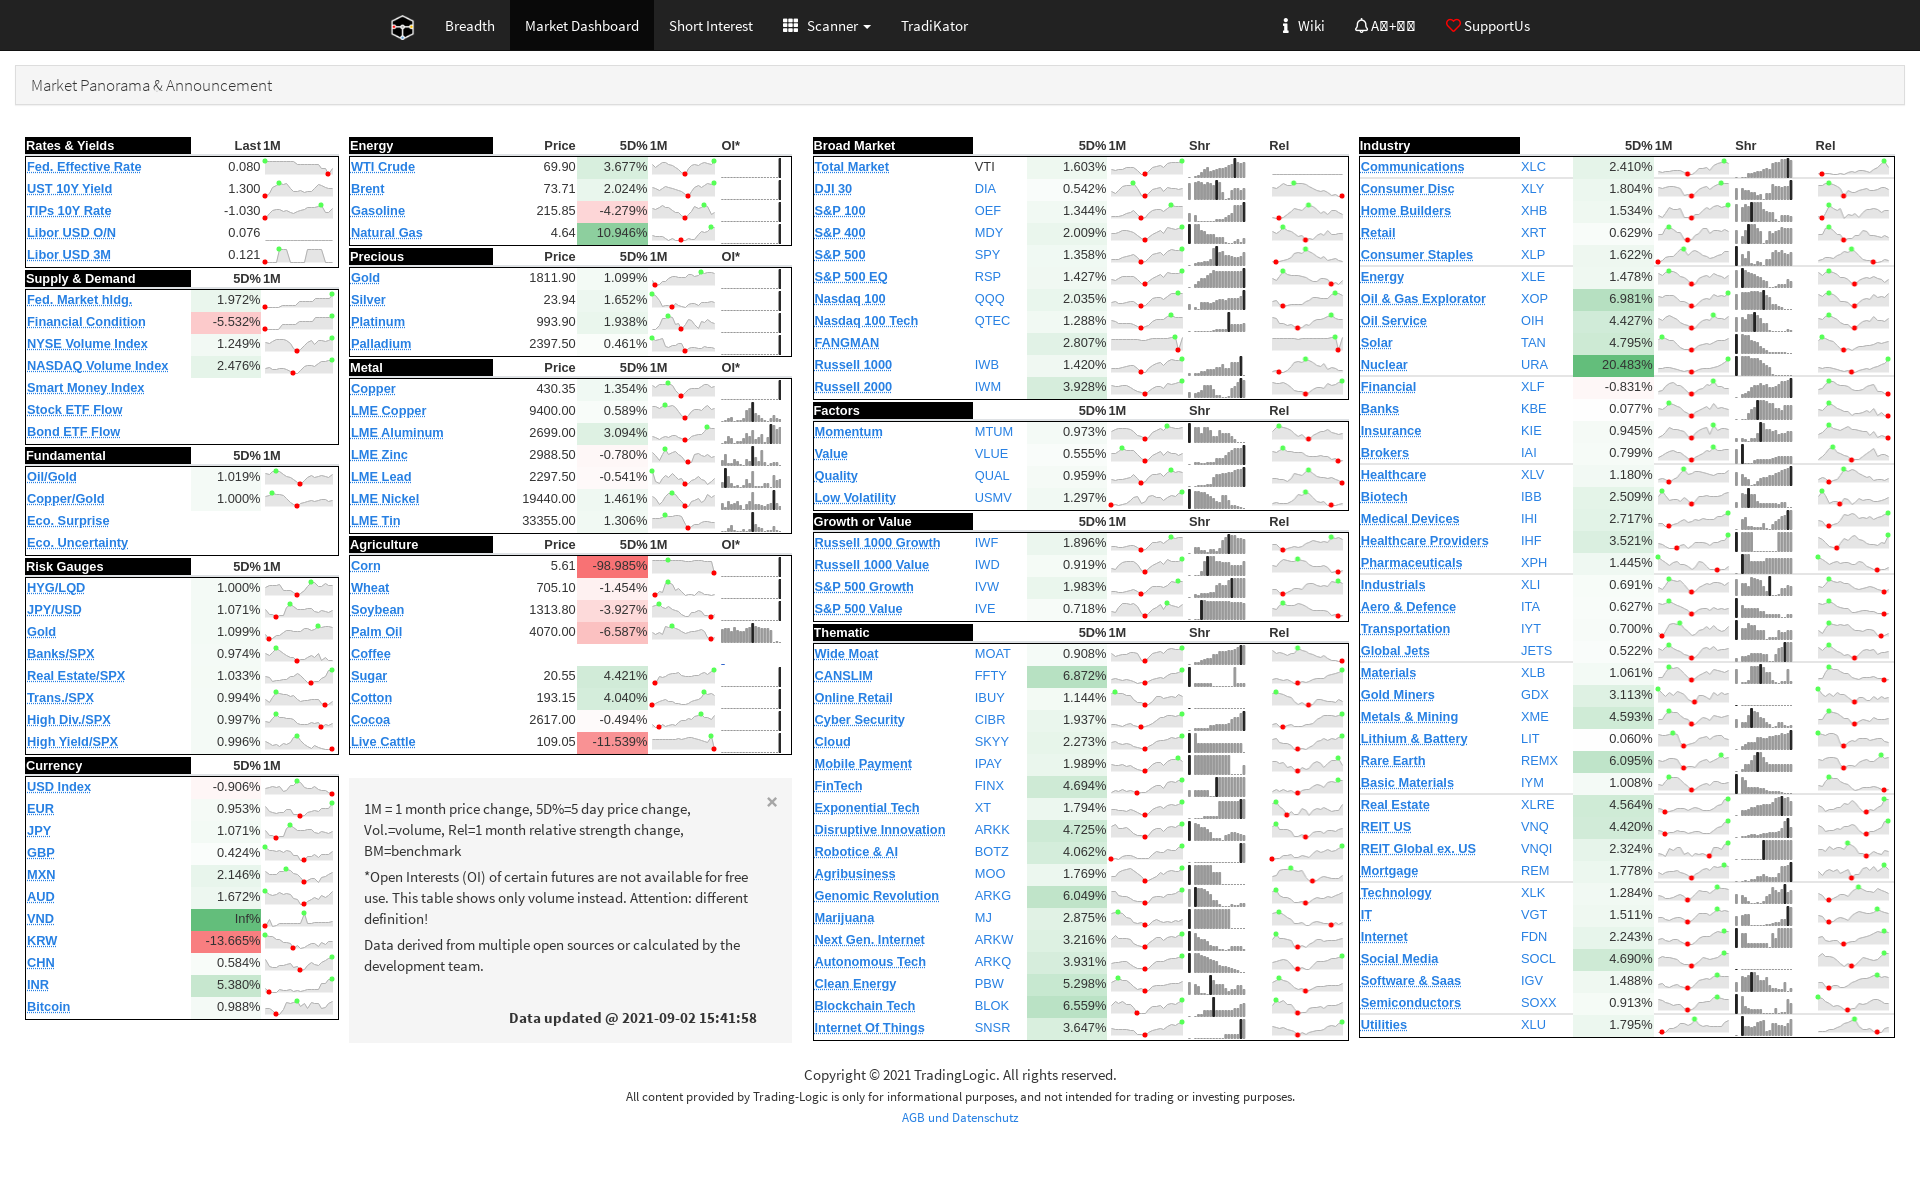 Breadth Market Dashboard Short Interest Scanner TradiKator Wiki SupportUs
Market Panorama & Announcement
Rates & Yields Last 1M
Fed. Effective Rate 0.080
UST 10Y Yield 1.300
TIPs 10Y Rate -1.030
Libor USD O/N 0.076
Libor USD 3M 0.121
Supply & Demand 5D% 1M
Fed. Market hldg. 1.972%
Financial Condition -5.532%
NYSE Volume Index 1.249%
NASDAQ Volume Index 2.476%
Smart Money Index
Stock ETF Flow
Bond ETF Flow
Fundamental 5D% 1M
Oil/Gold 1.019%
Copper/Gold 1.000%
Eco. Surprise
Eco. Uncertainty
Risk Gauges 5D% 1M
HYG/LQD 1.000%
JPY/USD 1.071%
Gold 1.099%
Banks/SPX 0.974%
Real Estate/SPX 1.033%
Trans./SPX 0.994%
High Div./SPX 0.997%
High Yield/SPX 0.996%
Currency 5D% 1M
USD Index -0.906%
EUR 0.953%
JPY 1.071%
GBP 0.424%
MXN 2.146%
AUD 1.672%
VND Inf%
KRW -13.665%
CHN 0.584%
INR 5.380%
Bitcoin 0.988%
Energy Price 5D% 1M OI*
WTI Crude 69.90 3.677%
Brent 73.71 2.024%
Gasoline 215.85 -4.279%
Natural Gas 4.64 10.946%
Precious Price 5D% 1M OI*
Gold 1811.90 1.099%
Silver 23.94 1.652%
Platinum 993.90 1.938%
Palladium 2397.50 0.461%
Metal Price 5D% 1M OI*
Copper 430.35 1.354%
LME Copper 9400.00 0.589%
LME Aluminum 2699.00 3.094%
LME Zinc 2988.50 -0.780%
LME Lead 2297.50 -0.541%
LME Nickel 19440.00 1.461%
LME Tin 33355.00 1.306%
Agriculture Price 5D% 1M OI*
Corn 5.61 -98.985%
Wheat 705.10 -1.454%
Soybean 1313.80 -3.927%
Palm Oil 4070.00 -6.587%
Coffee
Sugar 20.55 4.421%
Cotton 193.15 4.040%
Cocoa 2617.00 -0.494%
Live Cattle 109.05 -11.539%
×
1M = 1 month price change, 5D%=5 day price change,
Vol.=volume, Rel=1 month relative strength change,
BM=benchmark
*Open Interests (OI) of certain futures are not available for free
use. This table shows only volume instead. Attention: different
definition!
Data derived from multiple open sources or calculated by the
development team.
Data updated @ 2021-09-02 15:41:58
Broad Market 5D% 1M Shr Rel
Total Market VTI 1.603%
DJI 30 DIA 0.542%
S&P 100 OEF 1.344%
S&P 400 MDY 2.009%
S&P 500 SPY 1.358%
S&P 500 EQ RSP 1.427%
Nasdaq 100 QQQ 2.035%
Nasdaq 100 Tech QTEC 1.288%
FANGMAN 2.807%
Russell 1000 IWB 1.420%
Russell 2000 IWM 3.928%
Factors 5D% 1M Shr Rel
Momentum MTUM 0.973%
Value VLUE 0.555%
Quality QUAL 0.959%
Low Volatility USMV 1.297%
Growth or Value 5D% 1M Shr Rel
Russell 1000 Growth IWF 1.896%
Russell 1000 Value IWD 0.919%
S&P 500 Growth IVW 1.983%
S&P 500 Value IVE 0.718%
Thematic 5D% 1M Shr Rel
Wide Moat MOAT 0.908%
CANSLIM FFTY 6.872%
Online Retail IBUY 1.144%
Cyber Security CIBR 1.937%
Cloud SKYY 2.273%
Mobile Payment IPAY 1.989%
FinTech FINX 4.694%
Exponential Tech XT 1.794%
Disruptive Innovation ARKK 4.725%
Robotice & AI BOTZ 4.062%
Agribusiness MOO 1.769%
Genomic Revolution ARKG 6.049%
Marijuana MJ 2.875%
Next Gen. Internet ARKW 3.216%
Autonomous Tech ARKQ 3.931%
Clean Energy PBW 5.298%
Blockchain Tech BLOK 6.559%
Internet Of Things SNSR 3.647%
Industry 5D% 1M Shr Rel
Communications XLC 2.410%
Consumer Disc XLY 1.804%
Home Builders XHB 1.534%
Retail XRT 0.629%
Consumer Staples XLP 1.622%
Energy XLE 1.478%
Oil & Gas Explorator XOP 6.981%
Oil Service OIH 4.427%
Solar TAN 4.795%
Nuclear URA 20.483%
Financial XLF -0.831%
Banks KBE 0.077%
Insurance KIE 0.945%
Brokers IAI 0.799%
Healthcare XLV 1.180%
Biotech IBB 2.509%
Medical Devices IHI 2.717%
Healthcare Providers IHF 3.521%
Pharmaceuticals XPH 1.445%
Industrials XLI 0.691%
Aero & Defence ITA 0.627%
Transportation IYT 0.700%
Global Jets JETS 0.522%
Materials XLB 1.061%
Gold Miners GDX 3.113%
Metals & Mining XME 4.593%
Lithium & Battery LIT 0.060%
Rare Earth REMX 6.095%
Basic Materials IYM 1.008%
Real Estate XLRE 4.564%
REIT US VNQ 4.420%
REIT Global ex. US VNQI 2.324%
Mortgage REM 1.778%
Technology XLK 1.284%
IT VGT 1.511%
Internet FDN 2.243%
Social Media SOCL 4.690%
Software & Saas IGV 1.488%
Semiconductors SOXX 0.913%
Utilities XLU 1.795%
Copyright © 2021 TradingLogic. All rights reserved.
All content provided by Trading-Logic is only for informational purposes, and not intended for trading or investing purposes.
AGB und Datenschutz